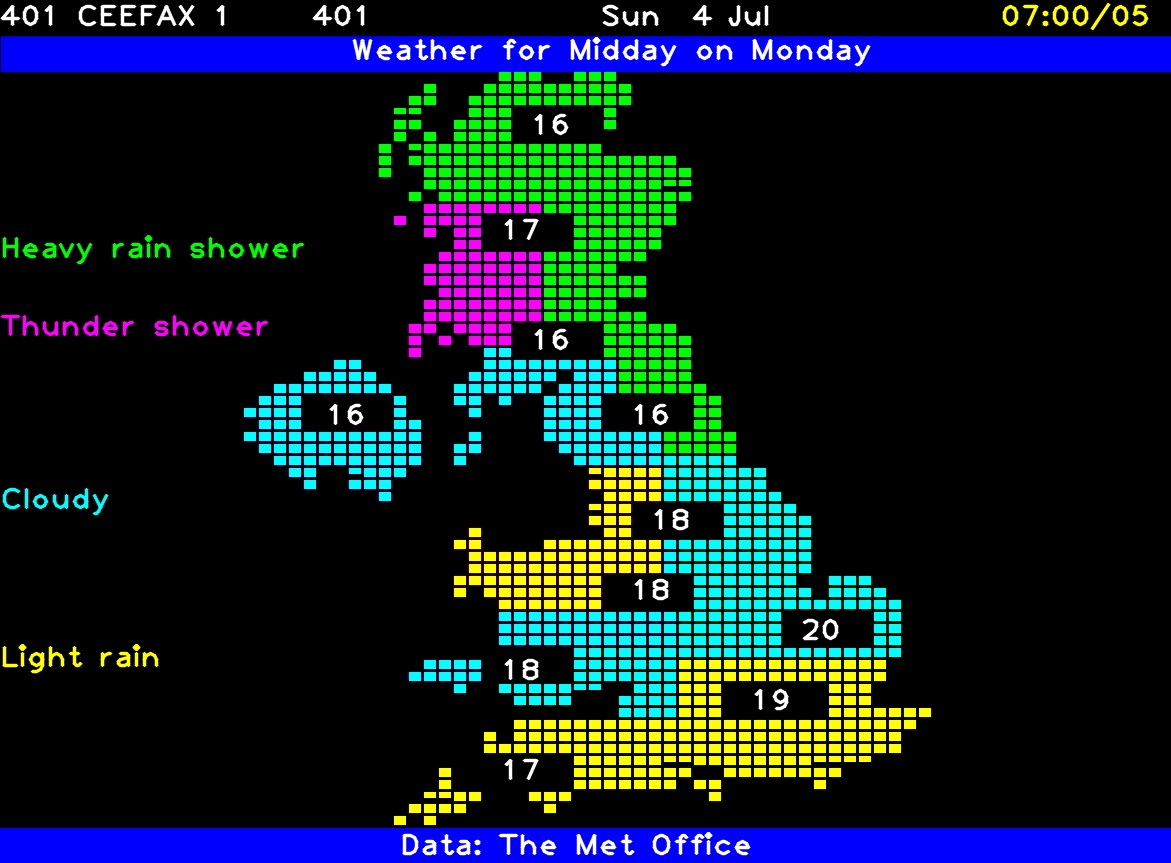 401 CEEFAX 1 401 Sun 4 Jul 07:00/05
Weather for Midday on Monday
16
17
Heavy rain shower
Thunder shower
16
16 16
Cloudy
18
18
20
Light rain
18
19
17
Data: The Met Office